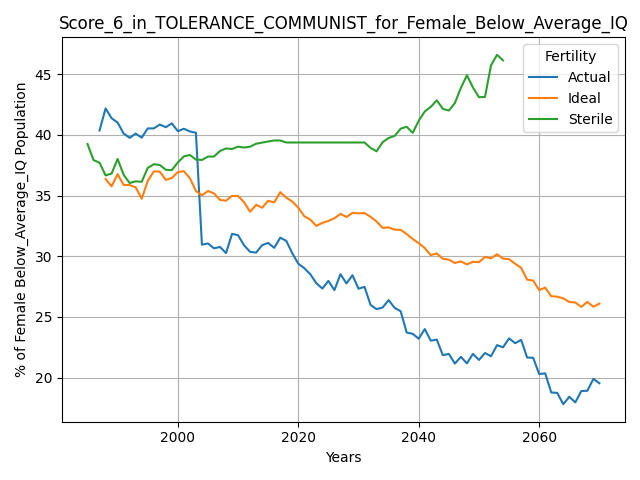 Score_6_in_TOLERANCE_COMMUNIST_for_Female_Below_Average_IQ
% of Female Below_Average_IQ Population
45
40
35
30
25
20
Fertility
Actual
Ideal
Sterile
2000 2020 2040 2060
Years